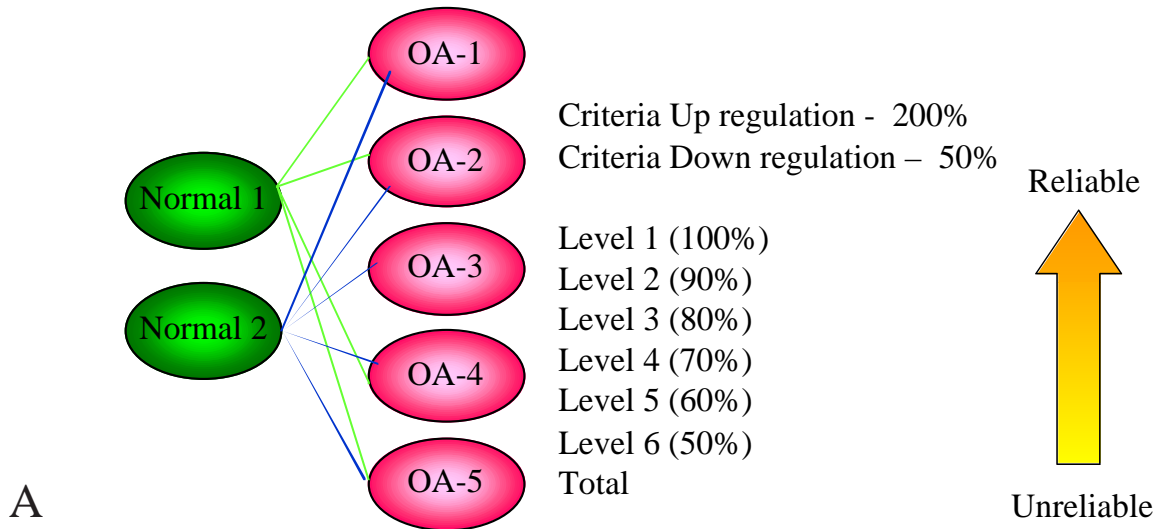 OA-1
OA-2
OA-3
OA-4
OA-5
Normal 1
Normal 2
Criteria Up regulation - 200%
Criteria Down regulation – 50%
Level 1 (100%)
Level 2 (90%)
Level 3 (80%)
Level 4 (70%)
Level 5 (60%)
Level 6 (50%)
Total
Reliable
Unreliable
A